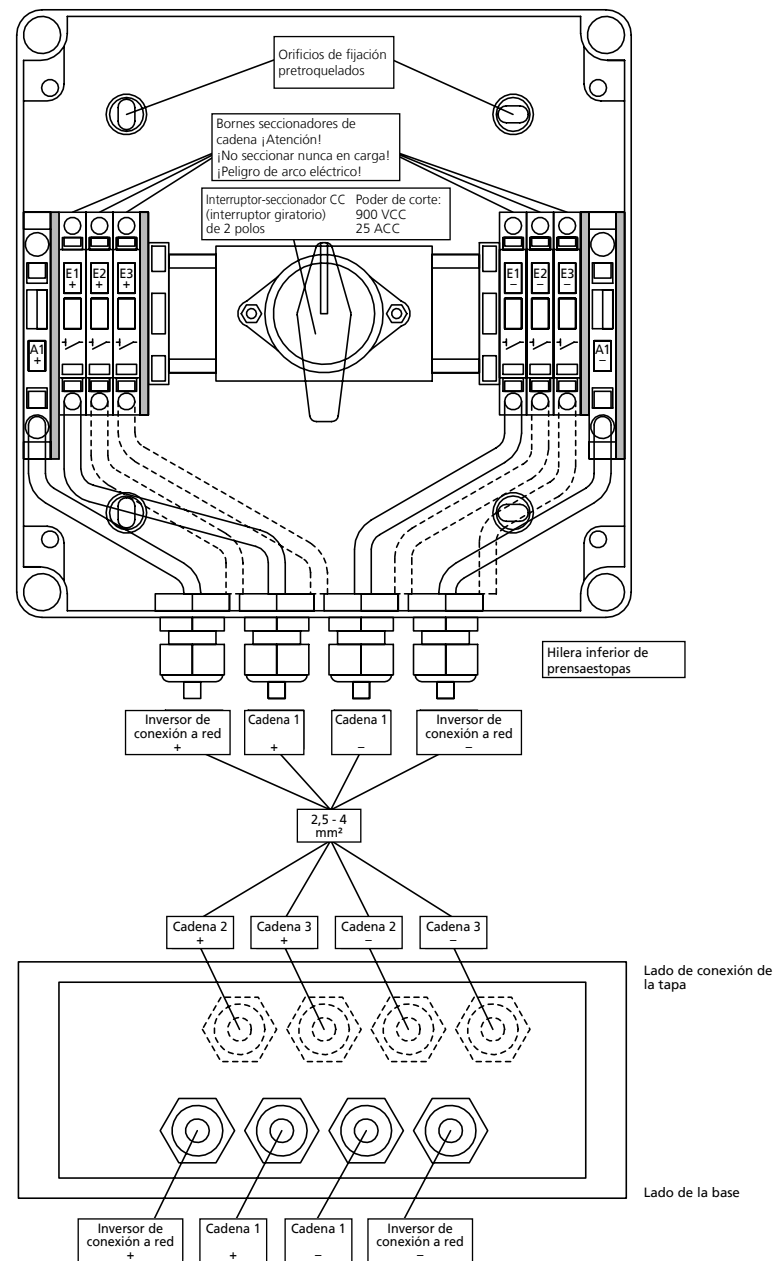 Orificios de fijación
pretroquelados
Bornes seccionadores de
cadena ¡Atención!
¡No seccionar nunca en carga!
¡Peligro de arco eléctrico!
Interruptor-seccionador CC
(interruptor giratorio)
de 2 polos
Poder de corte:
900 VCC
25 ACC
E1
+
E2
+
E3
+
A1
+
E1
–
E2
–
E3
–
A1
–
Hilera inferior de
prensaestopas
Inversor de
conexión a red
+
Cadena 1
+
Cadena 1
–
Inversor de
conexión a red
–
2,5 - 4
mm²
Cadena 2
+
Cadena 3
+
Cadena 2
–
Cadena 3
–
Lado de conexión de
la tapa
Lado de la base
Inversor de
conexión a red
+
Cadena 1
+
Cadena 1
–
Inversor de
conexión a red
–